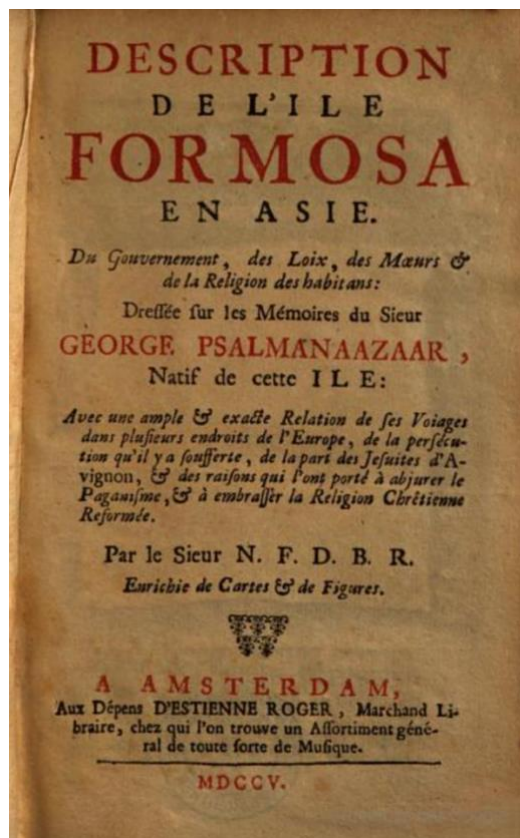 DESCRIPTION
DE L'ILE
FORMOSA
EN ASIE.
Du Gouvernement, des Loix, des Mœurs &
de la Religion des habitans:
Dreſſée ſur les Mémoires du Sieur
GEORGE PSALMANAAZAAR,
Natif de cette ILE:
Avec une ample & exacte Relation de ſes Voiages
dans pluſieurs endroits de l'Europe, de la perſécu-
tion qu'il y a ſoufferte, de la part des Jeſuites d'A-
vignon, & des raiſons qui l'ont porté à abjurer le
Paganiſme, & à embraſſer la Religion Chrêtienne
Reformée.
Par le Sieur N. F. D. B. R.
Enrichie de Cartes & de Figures.
A AMSTERDAM,
Aux Dépens D'ESTIENNE ROGER, Marchand Li-
braire, chez qui l'on trouve un Aſſortiment géné-
ral de toute ſorte de Muſique.
MDCCV.